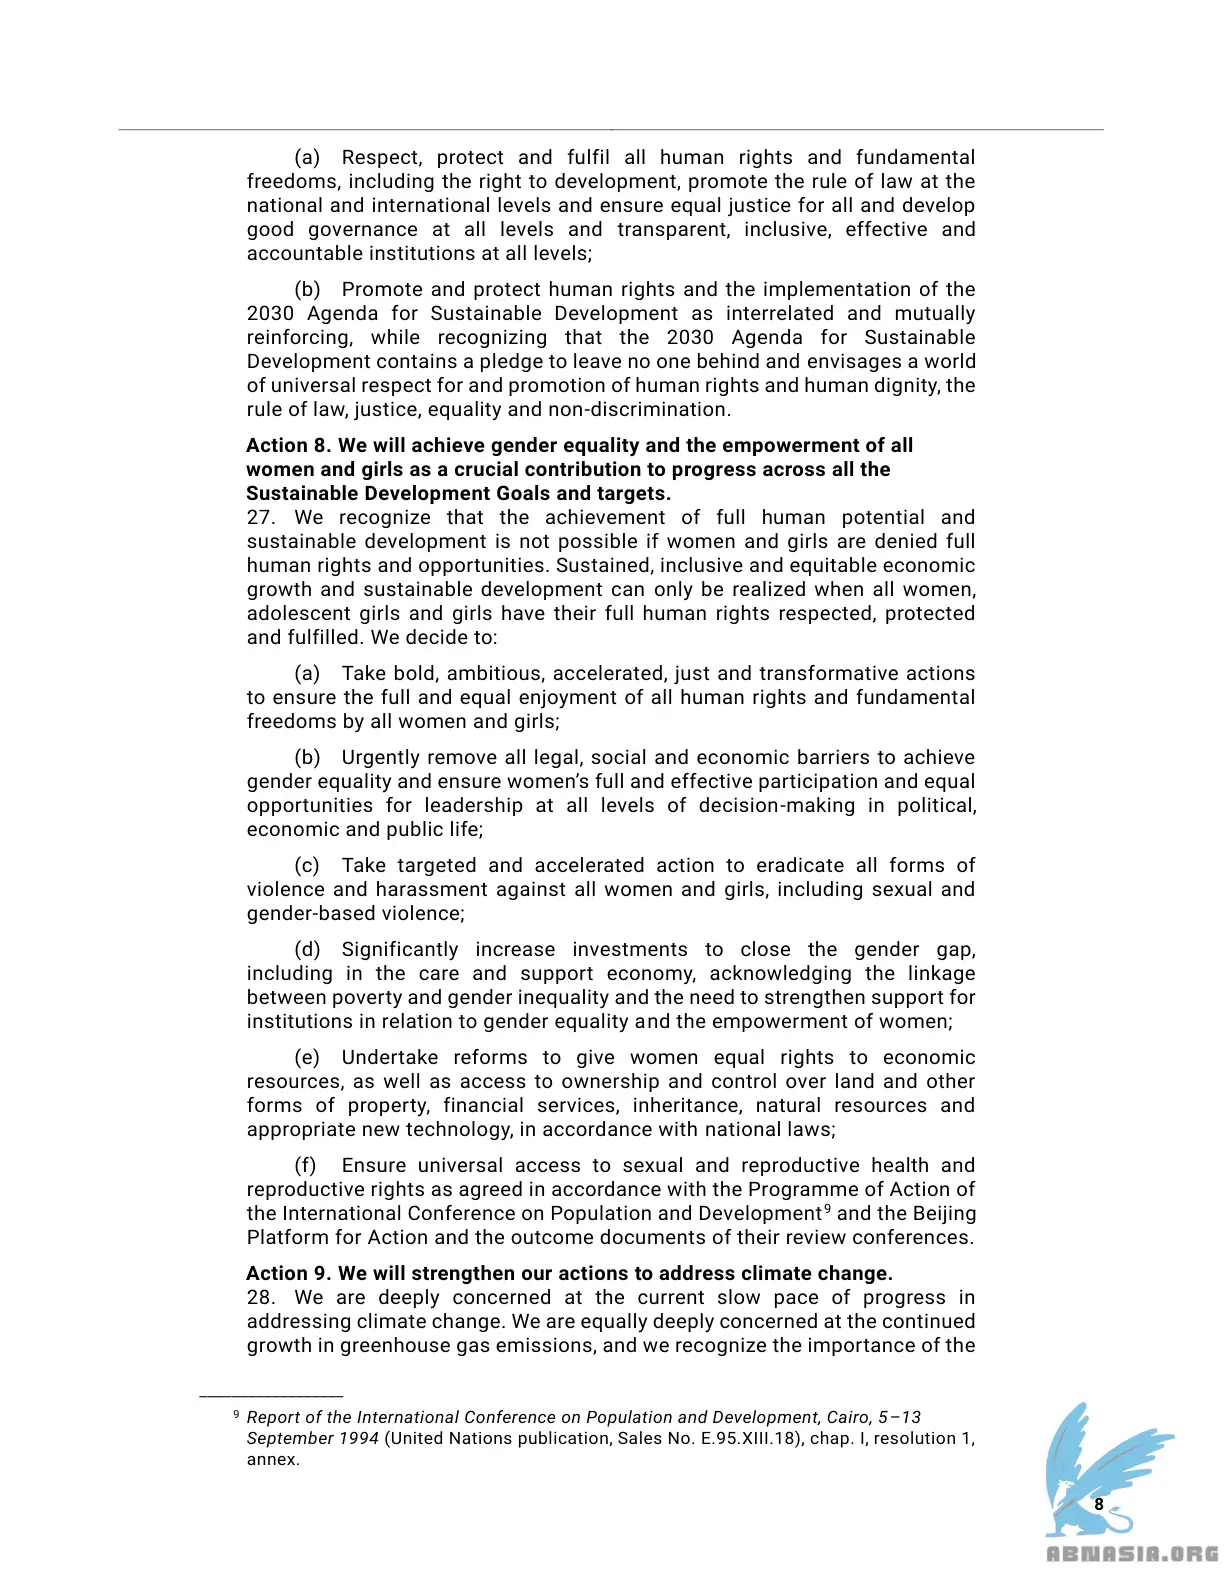 (a) Respect, protect and fulfil all human rights and fundamental
freedoms, including the right to development, promote the rule of law at the
national and international levels and ensure equal justice for all and develop
good governance at all levels and transparent, inclusive, effective and
accountable institutions at all levels;
(b) Promote and protect human rights and the implementation of the
2030 Agenda for Sustainable Development as interrelated and mutually
reinforcing, while recognizing that the 2030 Agenda for Sustainable
Development contains a pledge to leave no one behind and envisages a world
of universal respect for and promotion of human rights and human dignity, the
rule of law, justice, equality and non-discrimination.
Action 8. We will achieve gender equality and the empowerment of all
women and girls as a crucial contribution to progress across all the
Sustainable Development Goals and targets.
27. We recognize that the achievement of full human potential and
sustainable development is not possible if women and girls are denied full
human rights and opportunities. Sustained, inclusive and equitable economic
growth and sustainable development can only be realized when all women,
adolescent girls and girls have their full human rights respected, protected
and fulfilled. We decide to:
(a) Take bold, ambitious, accelerated, just and transformative actions
to ensure the full and equal enjoyment of all human rights and fundamental
freedoms by all women and girls;
(b) Urgently remove all legal, social and economic barriers to achieve
gender equality and ensure women’s full and effective participation and equal
opportunities for leadership at all levels of decision-making in political,
economic and public life;
(c) Take targeted and accelerated action to eradicate all forms of
violence and harassment against all women and girls, including sexual and
gender-based violence;
(d) Significantly increase investments to close the gender gap,
including in the care and support economy, acknowledging the linkage
between poverty and gender inequality and the need to strengthen support for
institutions in relation to gender equality and the empowerment of women;
(e) Undertake reforms to give women equal rights to economic
resources, as well as access to ownership and control over land and other
forms of property, financial services, inheritance, natural resources and
appropriate new technology, in accordance with national laws;
(f) Ensure universal access to sexual and reproductive health and
reproductive rights as agreed in accordance with the Programme of Action of
the International Conference on Population and Development9 and the Beijing
Platform for Action and the outcome documents of their review conferences.
Action 9. We will strengthen our actions to address climate change.
28. We are deeply concerned at the current slow pace of progress in
addressing climate change. We are equally deeply concerned at the continued
growth in greenhouse gas emissions, and we recognize the importance of the
9 Report of the International Conference on Population and Development, Cairo, 5–13
September 1994 (United Nations publication, Sales No. E.95.XIII.18), chap. I, resolution 1,
annex.
8
ABNASIA.ORG